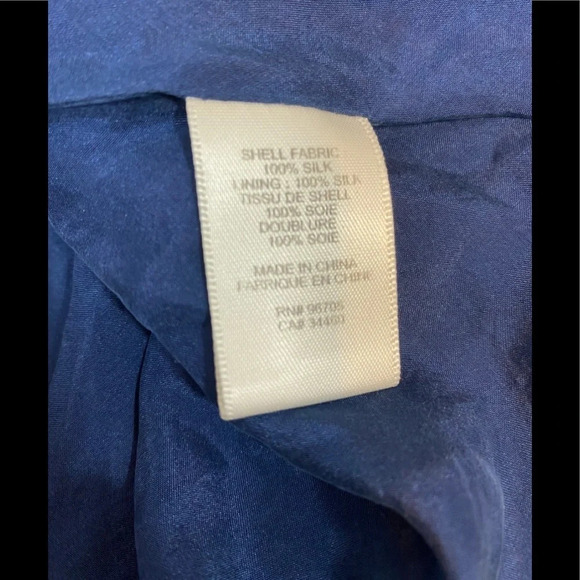 SHELL FABRIC
100% SILK
LINING : 100% SILK
TISSU DE SHELL
100% SOIE
DOUBLURE
100% SOIE
MADE IN CHINA
FABRIQUE EN CHINE
RN# 96705
CA#